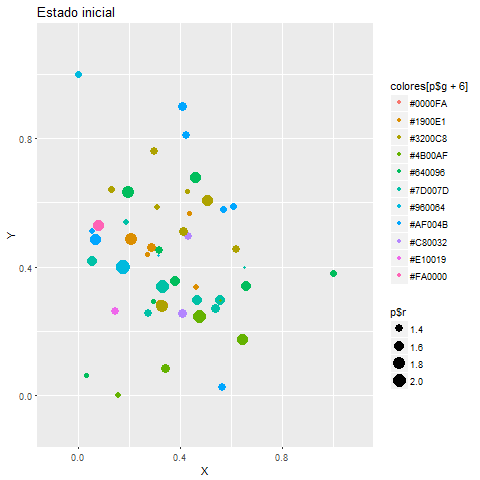 Estado inicial
colores[p$g + 6]
#0000FA
#1900E1
#3200C8
#4B00AF
#640096
#7D007D
#960064
#AF004B
#C80032
#E10019
#FA0000
p$r
1.4
1.6
1.8
2.0
Y
0.8
0.4
0.0
0.0
0.4
0.8
X